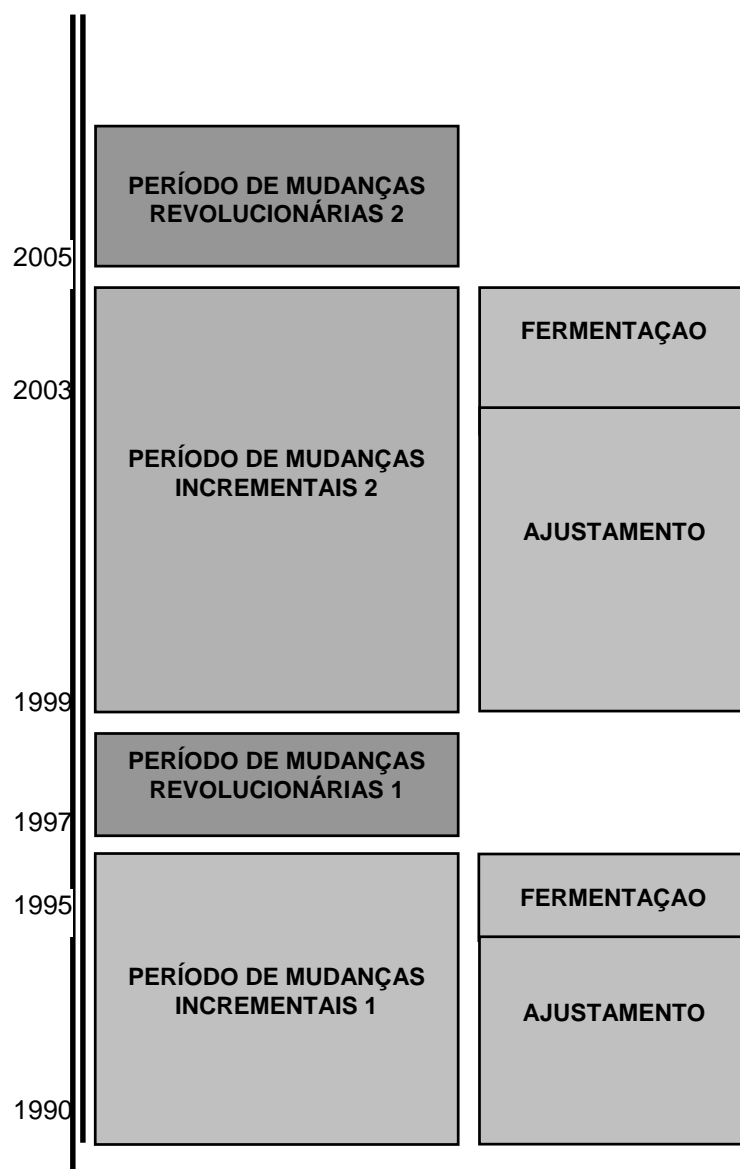 PERÍODO DE MUDANÇAS
REVOLUCIONÁRIAS 2
2005
FERMENTAÇAO
2003
PERÍODO DE MUDANÇAS
INCREMENTAIS 2
AJUSTAMENTO
1999
PERÍODO DE MUDANÇAS
REVOLUCIONÁRIAS 1
1997
1995
FERMENTAÇAO
PERÍODO DE MUDANÇAS
INCREMENTAIS 1
AJUSTAMENTO
1990